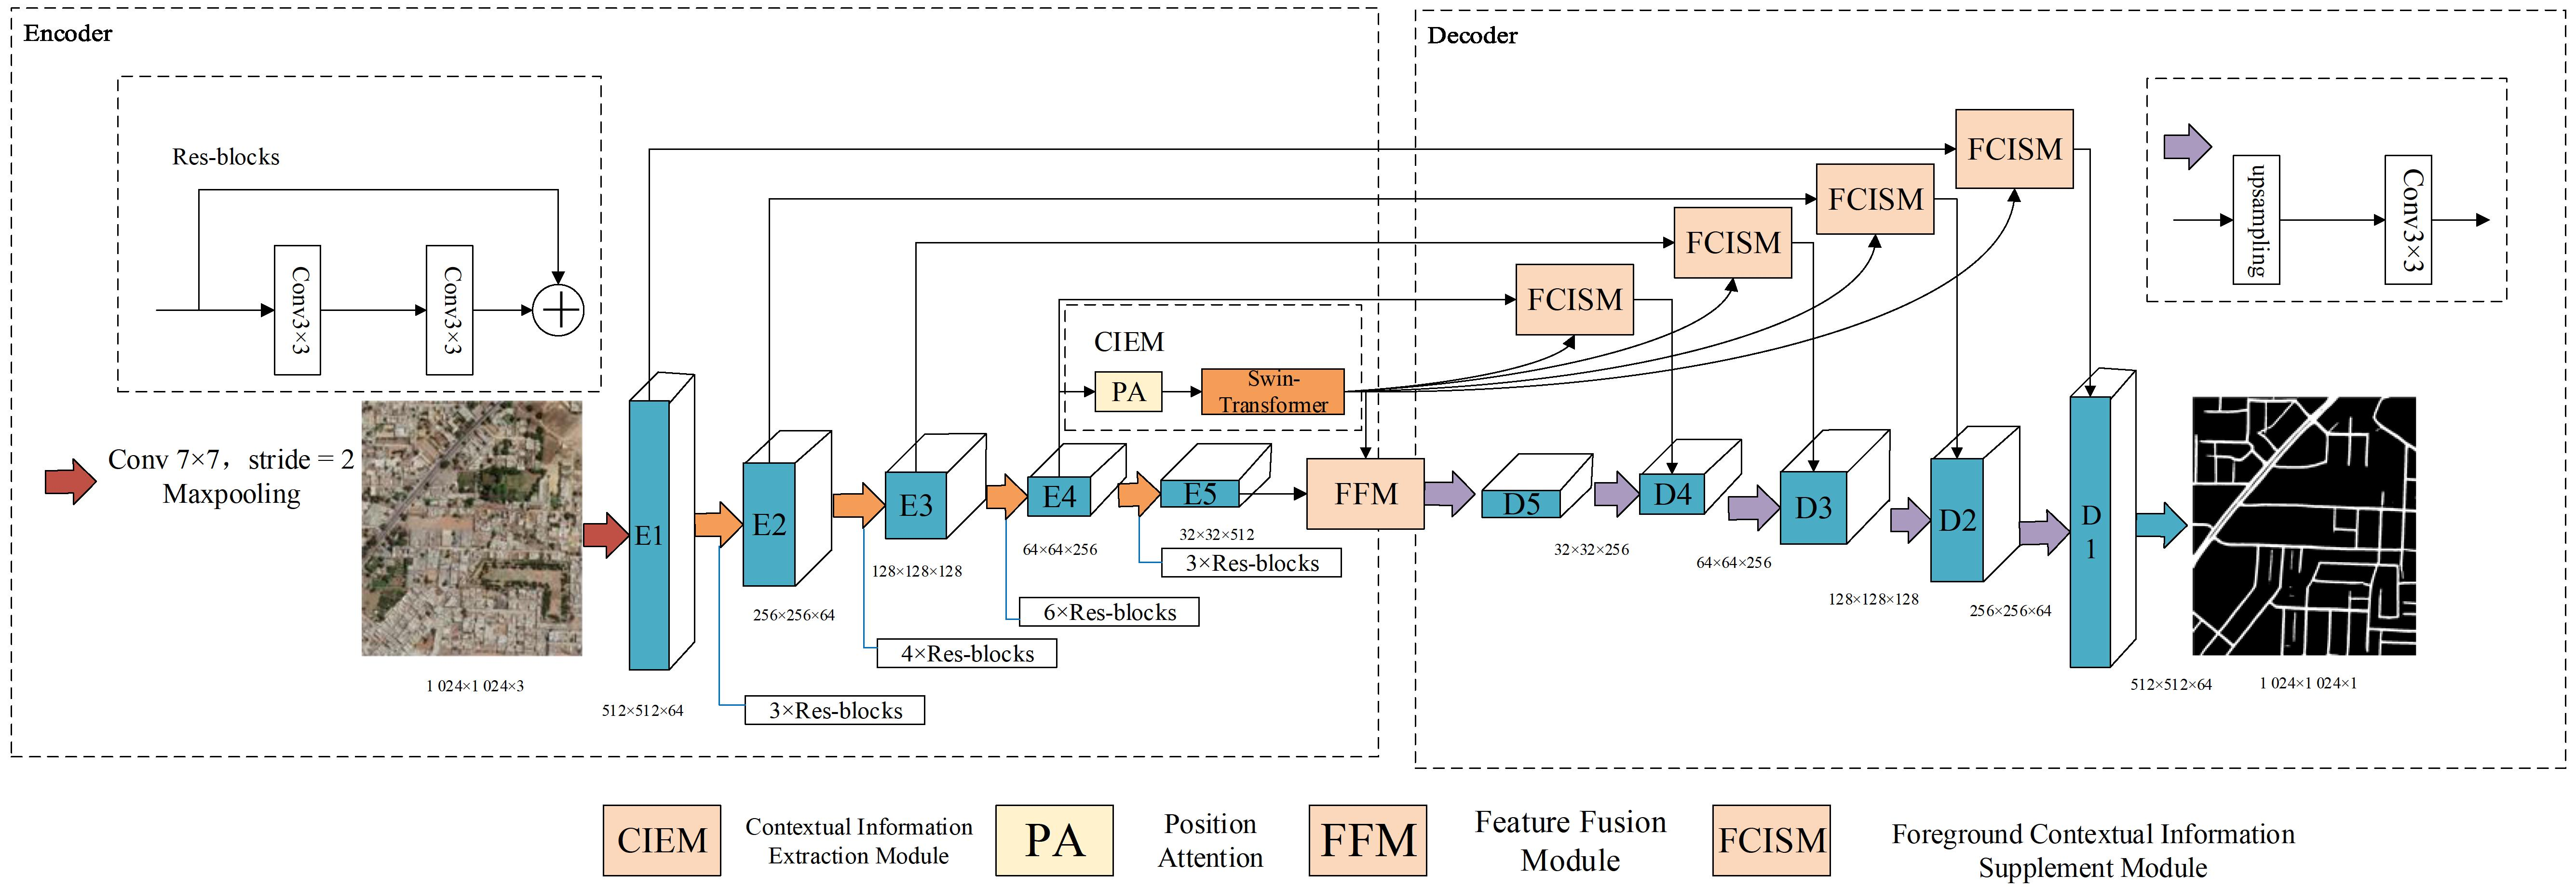 Encoder
Decoder
Res-blocks
Conv3×3
Conv3×3
Conv 7×7，stride = 2
Maxpooling
1 024×1 024×3
E1
512×512×64
E2
256×256×64
E3
128×128×128
E4
64×64×256
E5
32×32×512
3×Res-blocks
4×Res-blocks
6×Res-blocks
3×Res-blocks
CIEM
PA
Swin-
Transformer
FFM
FCISM
FCISM
FCISM
FCISM
D5
32×32×256
D4
64×64×256
D3
128×128×128
D2
256×256×64
D
1
512×512×64
1 024×1 024×1
upsampling
Conv3×3
CIEM
Contextual Information
Extraction Module
PA
Position
Attention
FFM
Feature Fusion
Module
FCISM
Foreground Contextual Information
Supplement Module